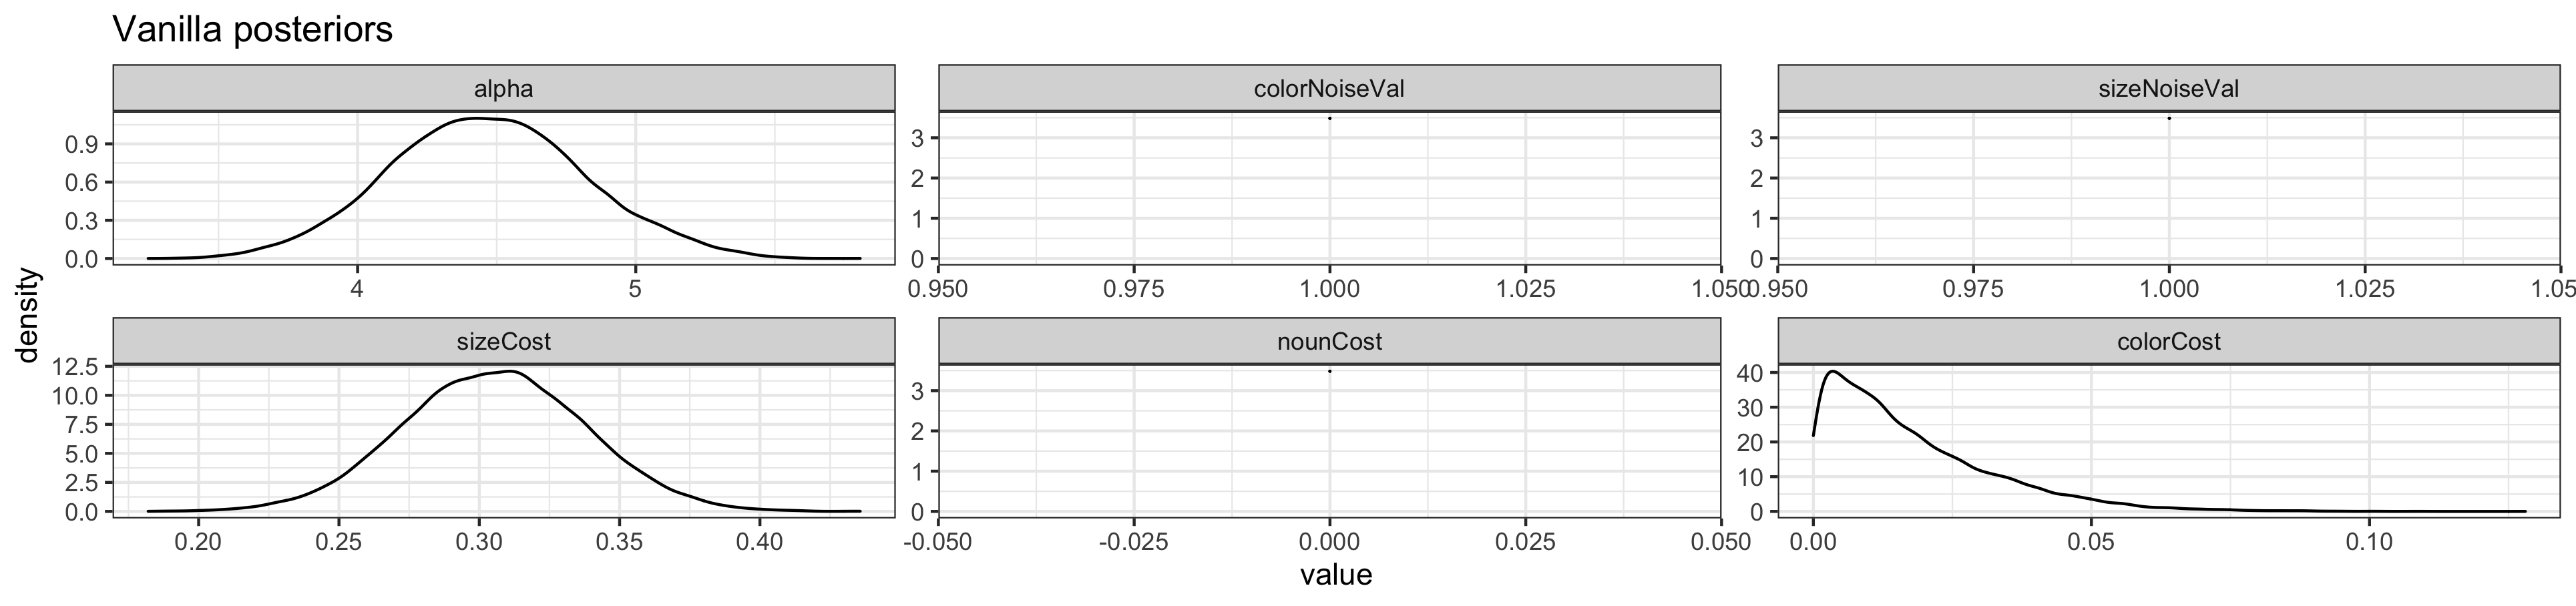 Vanilla posteriors
alpha colorNoiseVal sizeNoiseVal
0.9 3 3
0.6 2 2
0.3 1 1
0.0 0 0
4 5 0.950 0.975 1.000 1.025 1.050 0.950 0.975 1.000 1.025 1.05
density
sizeCost nounCost colorCost
12.5 40
10.0 3 30
7.5 2 20
5.0 1 10
2.5
0.0 0 0
0.20 0.25 0.30 0.35 0.40 -0.050 -0.025 0.000 0.025 0.050 0.00 0.05 0.10
value